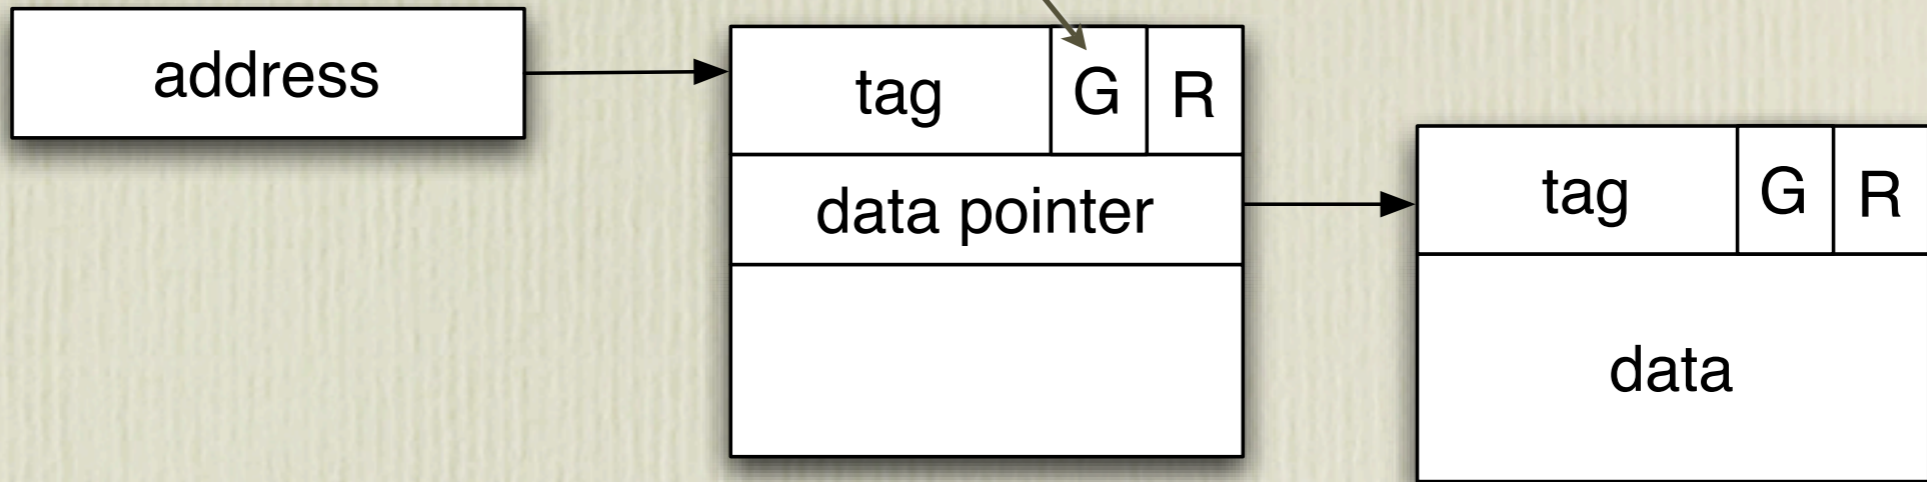 address
tag G R
data pointer
tag G R
data